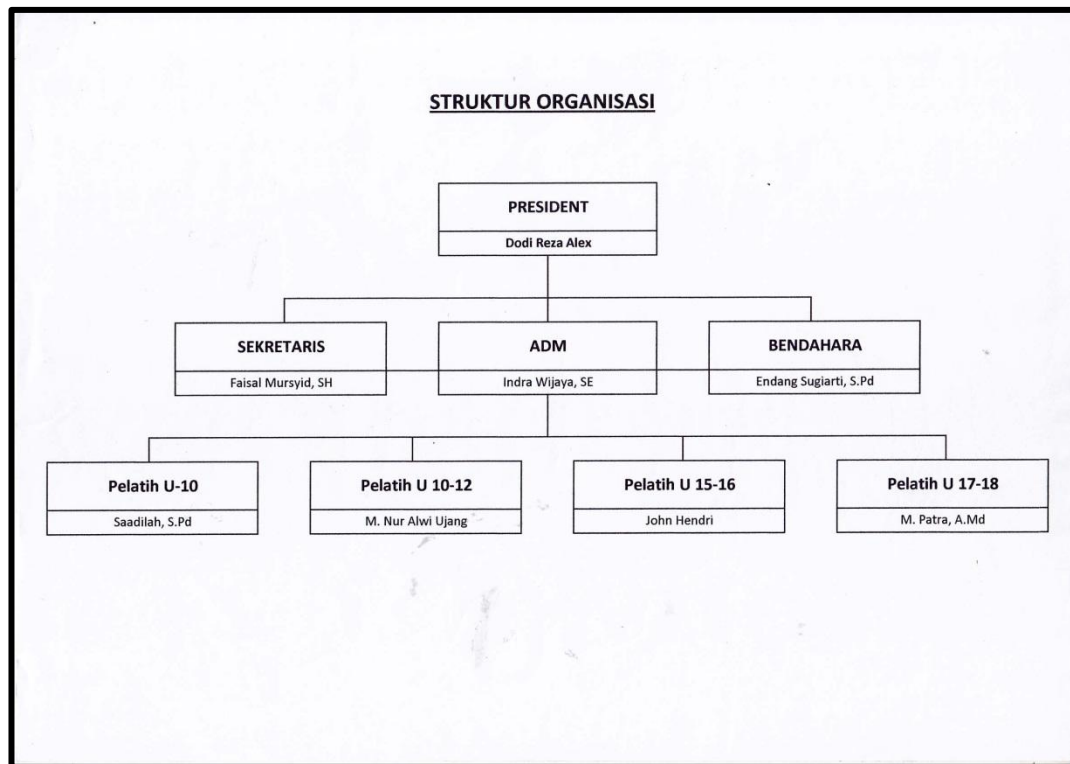 STRUKTUR ORGANISASI
PRESIDENT
Dodi Reza Alex
SEKRETARIS
Faisal Mursyid, SH
ADM
Indra Wijaya, SE
BENDAHARA
Endang Sugiarti, S.Pd
Pelatih U-10
Saadilah, S.Pd
Pelatih U 10-12
M. Nur Alwi Ujang
Pelatih U 15-16
John Hendri
Pelatih U 17-18
M. Patra, A.Md